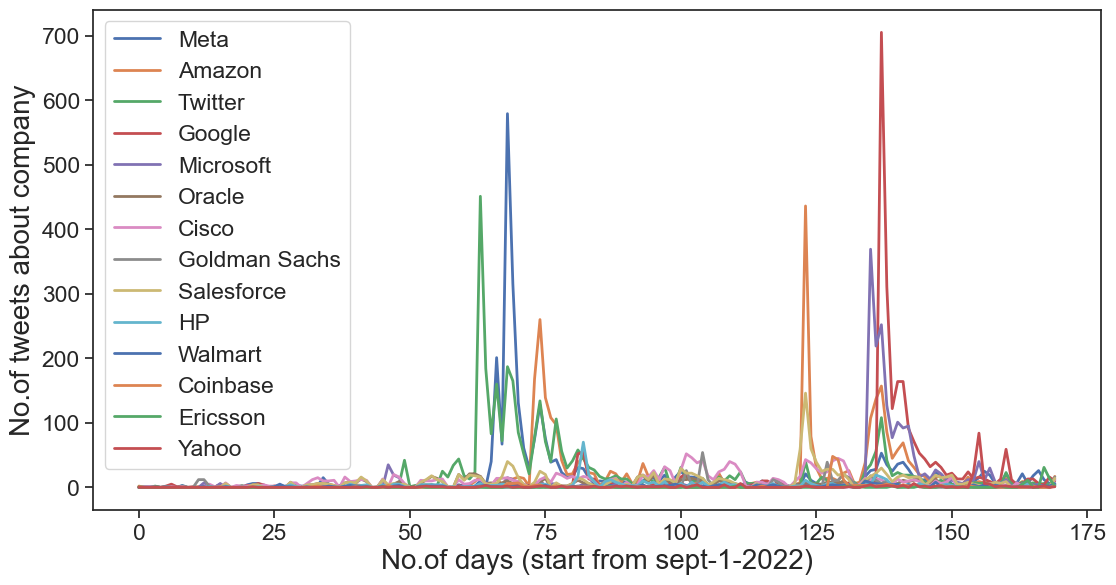 700
600
500
400
300
200
100
0
No.of tweets about company
Meta
Amazon
Twitter
Google
Microsoft
Oracle
Cisco
Goldman Sachs
Salesforce
HP
Walmart
Coinbase
Ericsson
Yahoo
0 25 50 75 100 125 150 175
No.of days (start from sept-1-2022)